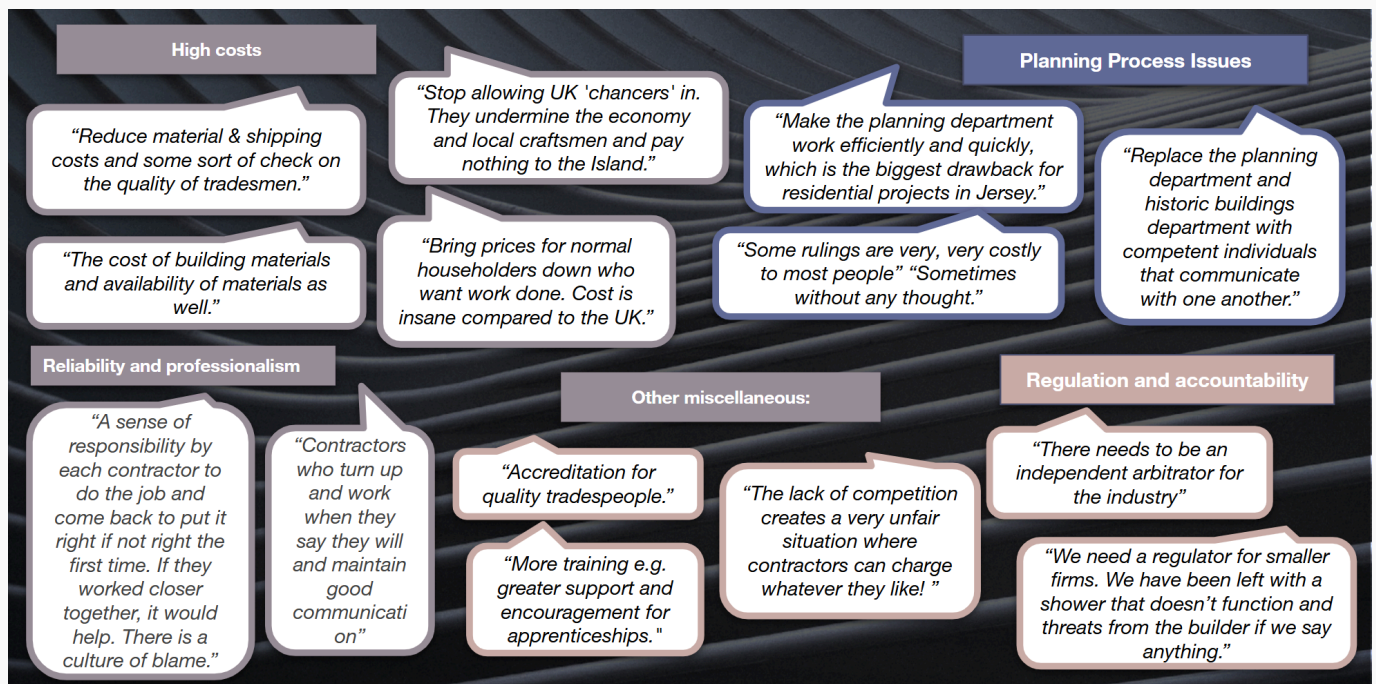 High costs
“Reduce material & shipping
costs and some sort of check on
the quality of tradesmen.”
“The cost of building materials
and availability of materials as
well.”
“Stop allowing UK 'chancers' in.
They undermine the economy
and local craftsmen and pay
nothing to the Island.”
“Bring prices for normal
householders down who
want work done. Cost is
insane compared to the UK.”
Planning Process Issues
“Make the planning department
work efficiently and quickly,
which is the biggest drawback for
residential projects in Jersey.”
“Some rulings are very, very costly
to most people” “Sometimes
without any thought.”
“Replace the planning
department and
historic buildings
department with
competent individuals
that communicate
with one another.”
Reliability and professionalism
“A sense of
responsibility by
each contractor to
do the job and
come back to put it
right if not right the
first time. If they
worked closer
together, it would
help. There is a
culture of blame.”
“Contractors
who turn up
and work
when they
say they will
and maintain
good
communicati
on”
Other miscellaneous:
“Accreditation for
quality tradespeople.”
“More training e.g.
greater support and
encouragement for
apprenticeships."
“The lack of competition
creates a very unfair
situation where
contractors can charge
whatever they like! ”
Regulation and accountability
“There needs to be an
independent arbitrator for
the industry”
“We need a regulator for smaller
firms. We have been left with a
shower that doesn’t function and
threats from the builder if we say
anything.”